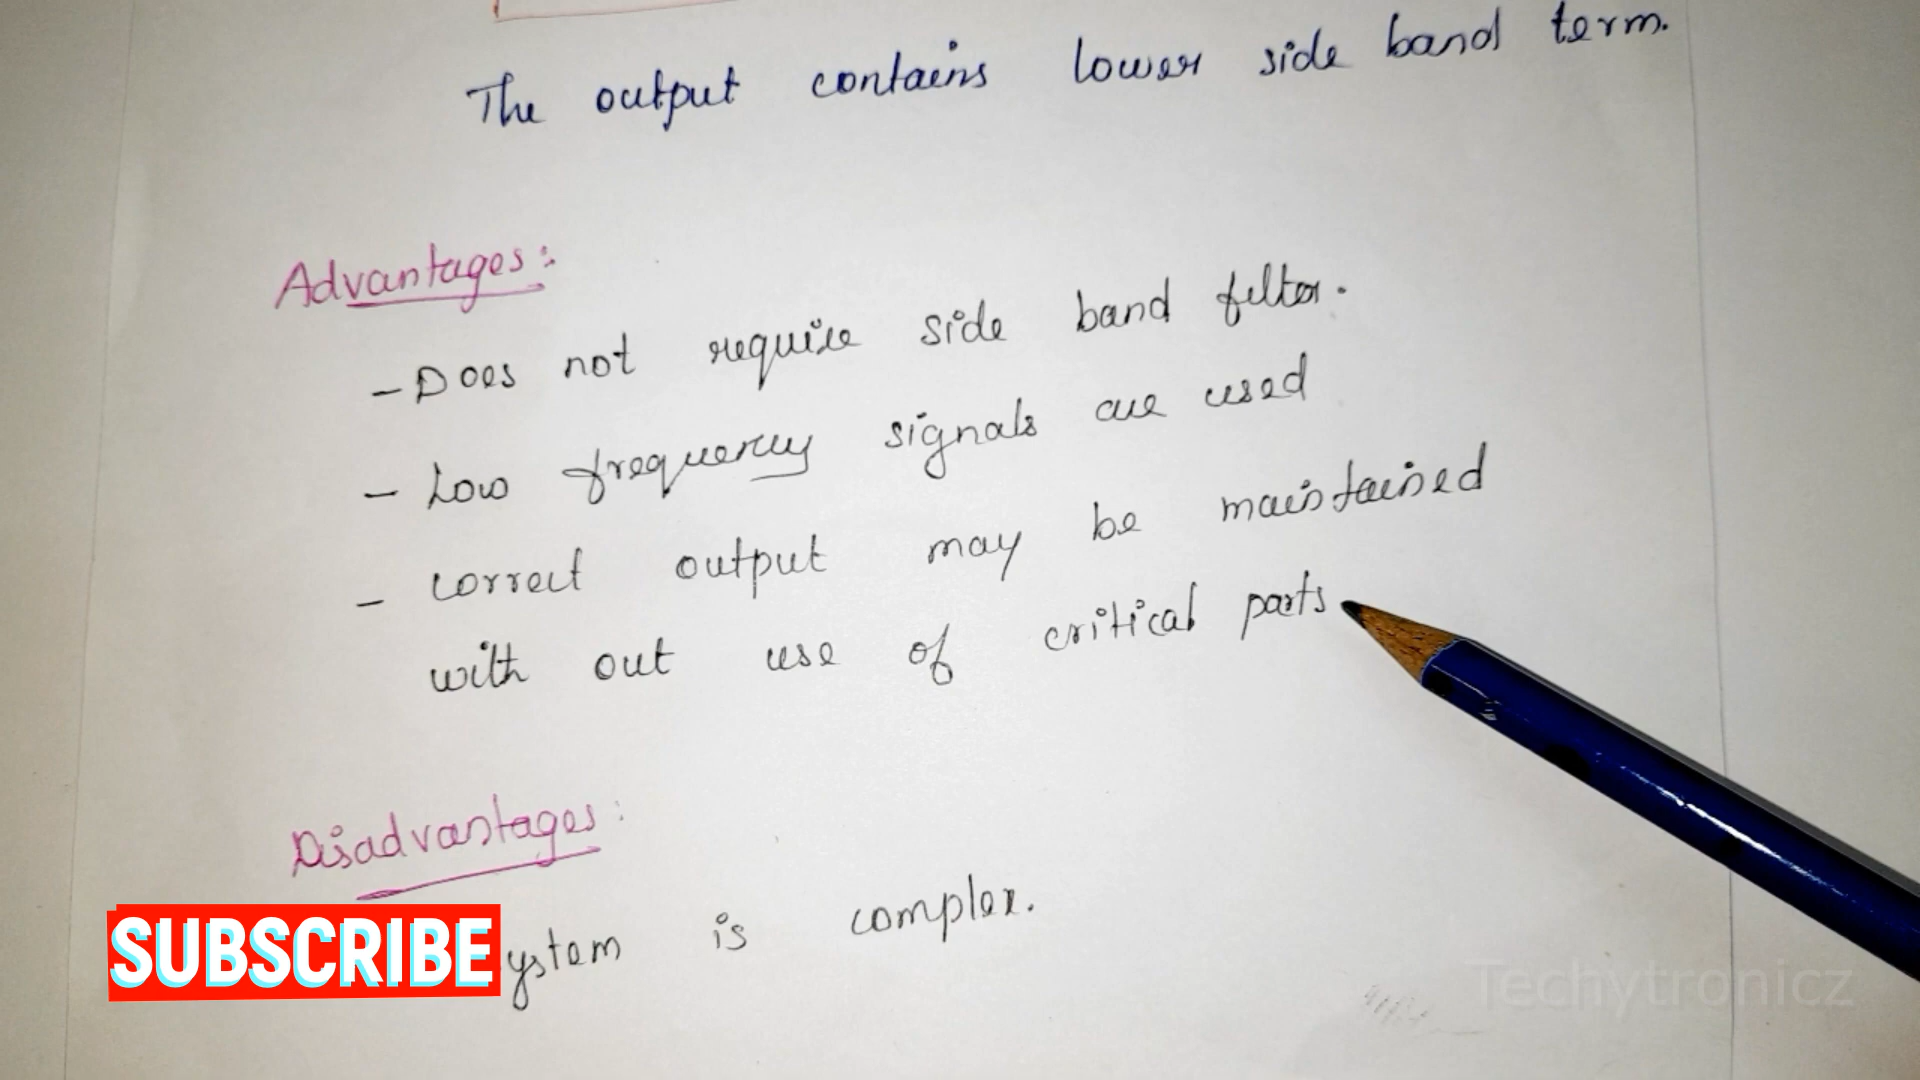 The output contains lower side band term.
Advantages:
- Does not require side band filter.
- Low frequency signals are used
- correct output may be maintained
with out use of critical parts
Disadvantages:
SUBSCRIBE
ystem is complex.
Techytronicz